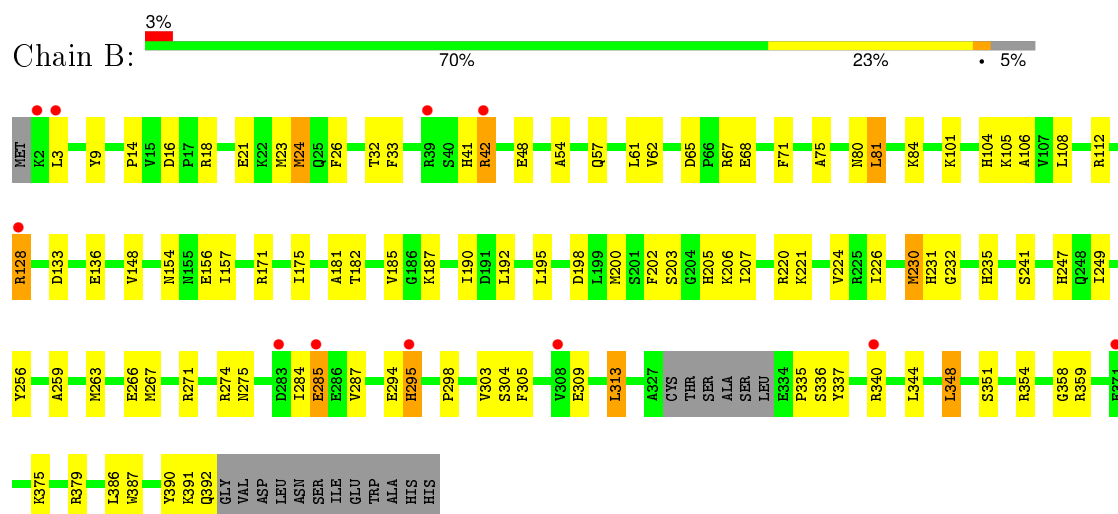 3%
Chain B:
70% 23% • 5%
MET K2 L3 Y9 P14 V15 D16 P17 R18 E21 K22 M23 K24 Q25 F26 T32 F33 R39 S40 H41 R42 E48 A54 Q57 L61 V62 D65 P66 R67 E68 F71 A75 N80 L81 K84 K101 H104 K105 A106 V107 L108 R112
R128 D133 E136 V148 N154 N155 E156 I157 R171 I175 A181 T182 V185 G186 K187 I190 D191 L192 L195 D198 L199 M200 S201 F202 S203 G204 H205 K206 I207 R220 K221 V224 R225 I226 M230 H231 G232 H235 S241 H247 Q248 I249
Y256 A259 M263 E266 M267 R271 R274 N275 D283 I284 E285 E286 V287 E294 H295 P298 V303 S304 F305 V308 E309 L313 A327 CYS THR SER ALA SER LEU E334 P335 S336 Y337 R340 L344 L348 S351 R354 G358 R359
K375 R379 L386 W387 Y390 K391 Q392 GLY VAL ASP LEU ASN SER ILE GLU TRP ALA HIS HIS